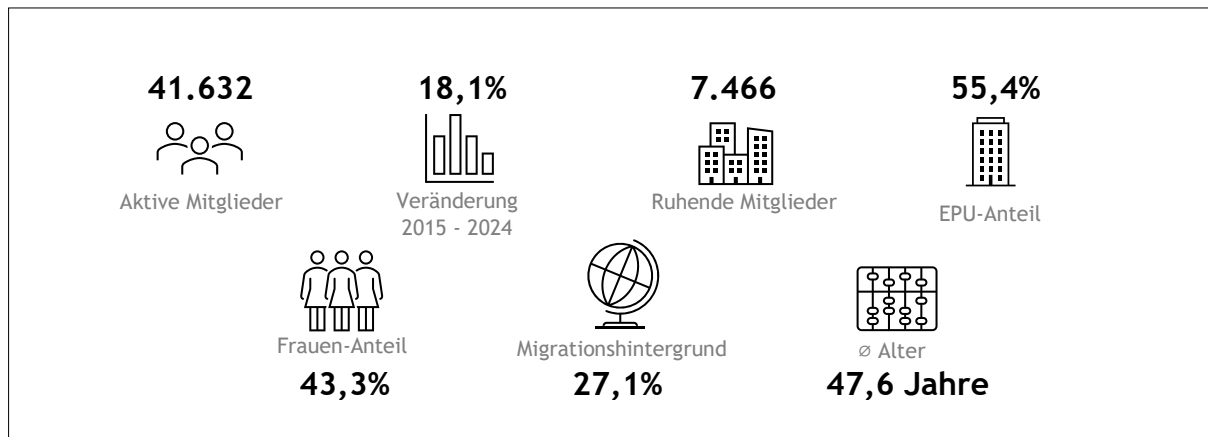 41.632
18,1%
7.466
55,4%
Aktive Mitglieder
Veränderung
2015 - 2024
Ruhende Mitglieder
EPU-Anteil
Frauen-Anteil
Migrationshintergrund
⌀ Alter
43,3%
27,1%
47,6 Jahre